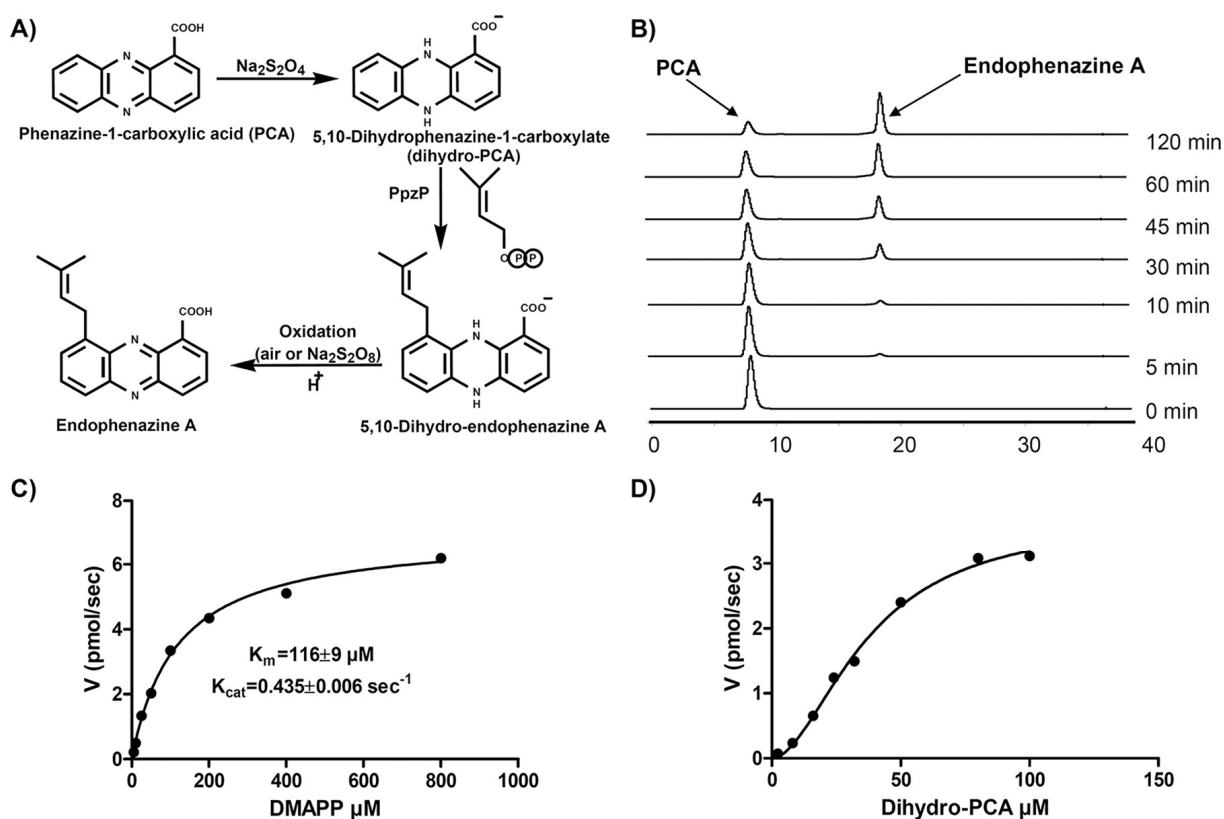 A)
COOH
N
N
Na₂S₂O₄
H
N
COO⁻
N
H
Phenazine-1-carboxylic acid (PCA)
5,10-Dihydrophenazine-1-carboxylate
(dihydro-PCA)
PpzP
O P P
COOH
N
N
Oxidation
(air or Na₂S₂O₈)
H⁺
H
N
COO⁻
N
H
Endophenazine A
5,10-Dihydro-endophenazine A
B)
PCA
Endophenazine A
120 min
60 min
45 min
30 min
10 min
5 min
0 min
0 10 20 30 40
C)
V (pmol/sec)
8
6
4
2
0
Kₘ=116±9 µM
K_cat=0.435±0.006 sec⁻¹
0 200 400 600 800 1000
DMAPP µM
D)
V (pmol/sec)
4
3
2
1
0
0 50 100 150
Dihydro-PCA µM